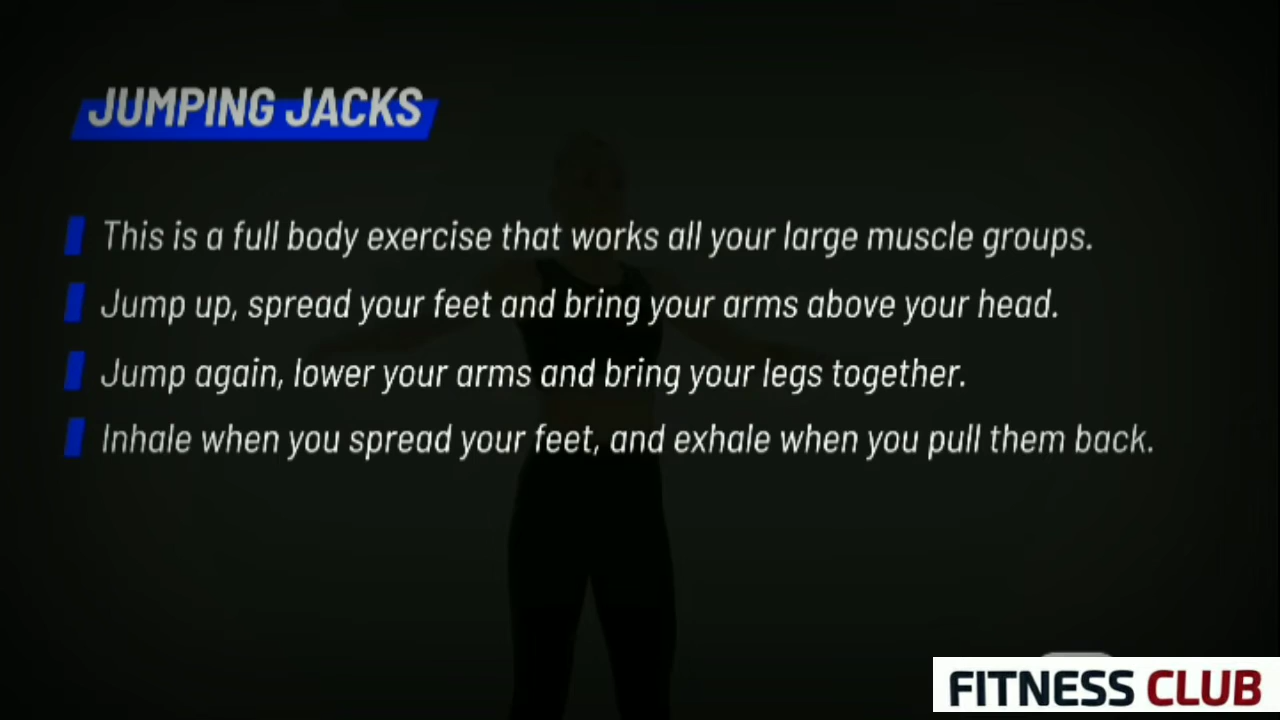 JUMPING JACKS
This is a full body exercise that works all your large muscle groups.
Jump up, spread your feet and bring your arms above your head.
Jump again, lower your arms and bring your legs together.
Inhale when you spread your feet, and exhale when you pull them back.
FITNESS CLUB